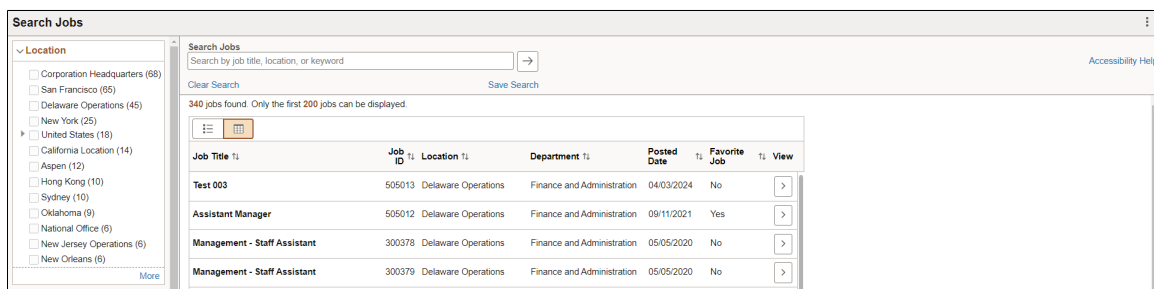 Search Jobs
Location
Corporation Headquarters (68)
San Francisco (65)
Delaware Operations (45)
New York (25)
United States (18)
California Location (14)
Aspen (12)
Hong Kong (10)
Sydney (10)
Oklahoma (9)
National Office (6)
New Jersey Operations (6)
New Orleans (6)
More
Search Jobs
Search by job title, location, or keyword
Accessibility Help
Clear Search Save Search
340 jobs found. Only the first 200 jobs can be displayed.
Job Title Job ID Location Department Posted Date Favorite Job View
Test 003 505013 Delaware Operations Finance and Administration 04/03/2024 No
Assistant Manager 505012 Delaware Operations Finance and Administration 09/11/2021 Yes
Management - Staff Assistant 300378 Delaware Operations Finance and Administration 05/05/2020 No
Management - Staff Assistant 300379 Delaware Operations Finance and Administration 05/05/2020 No